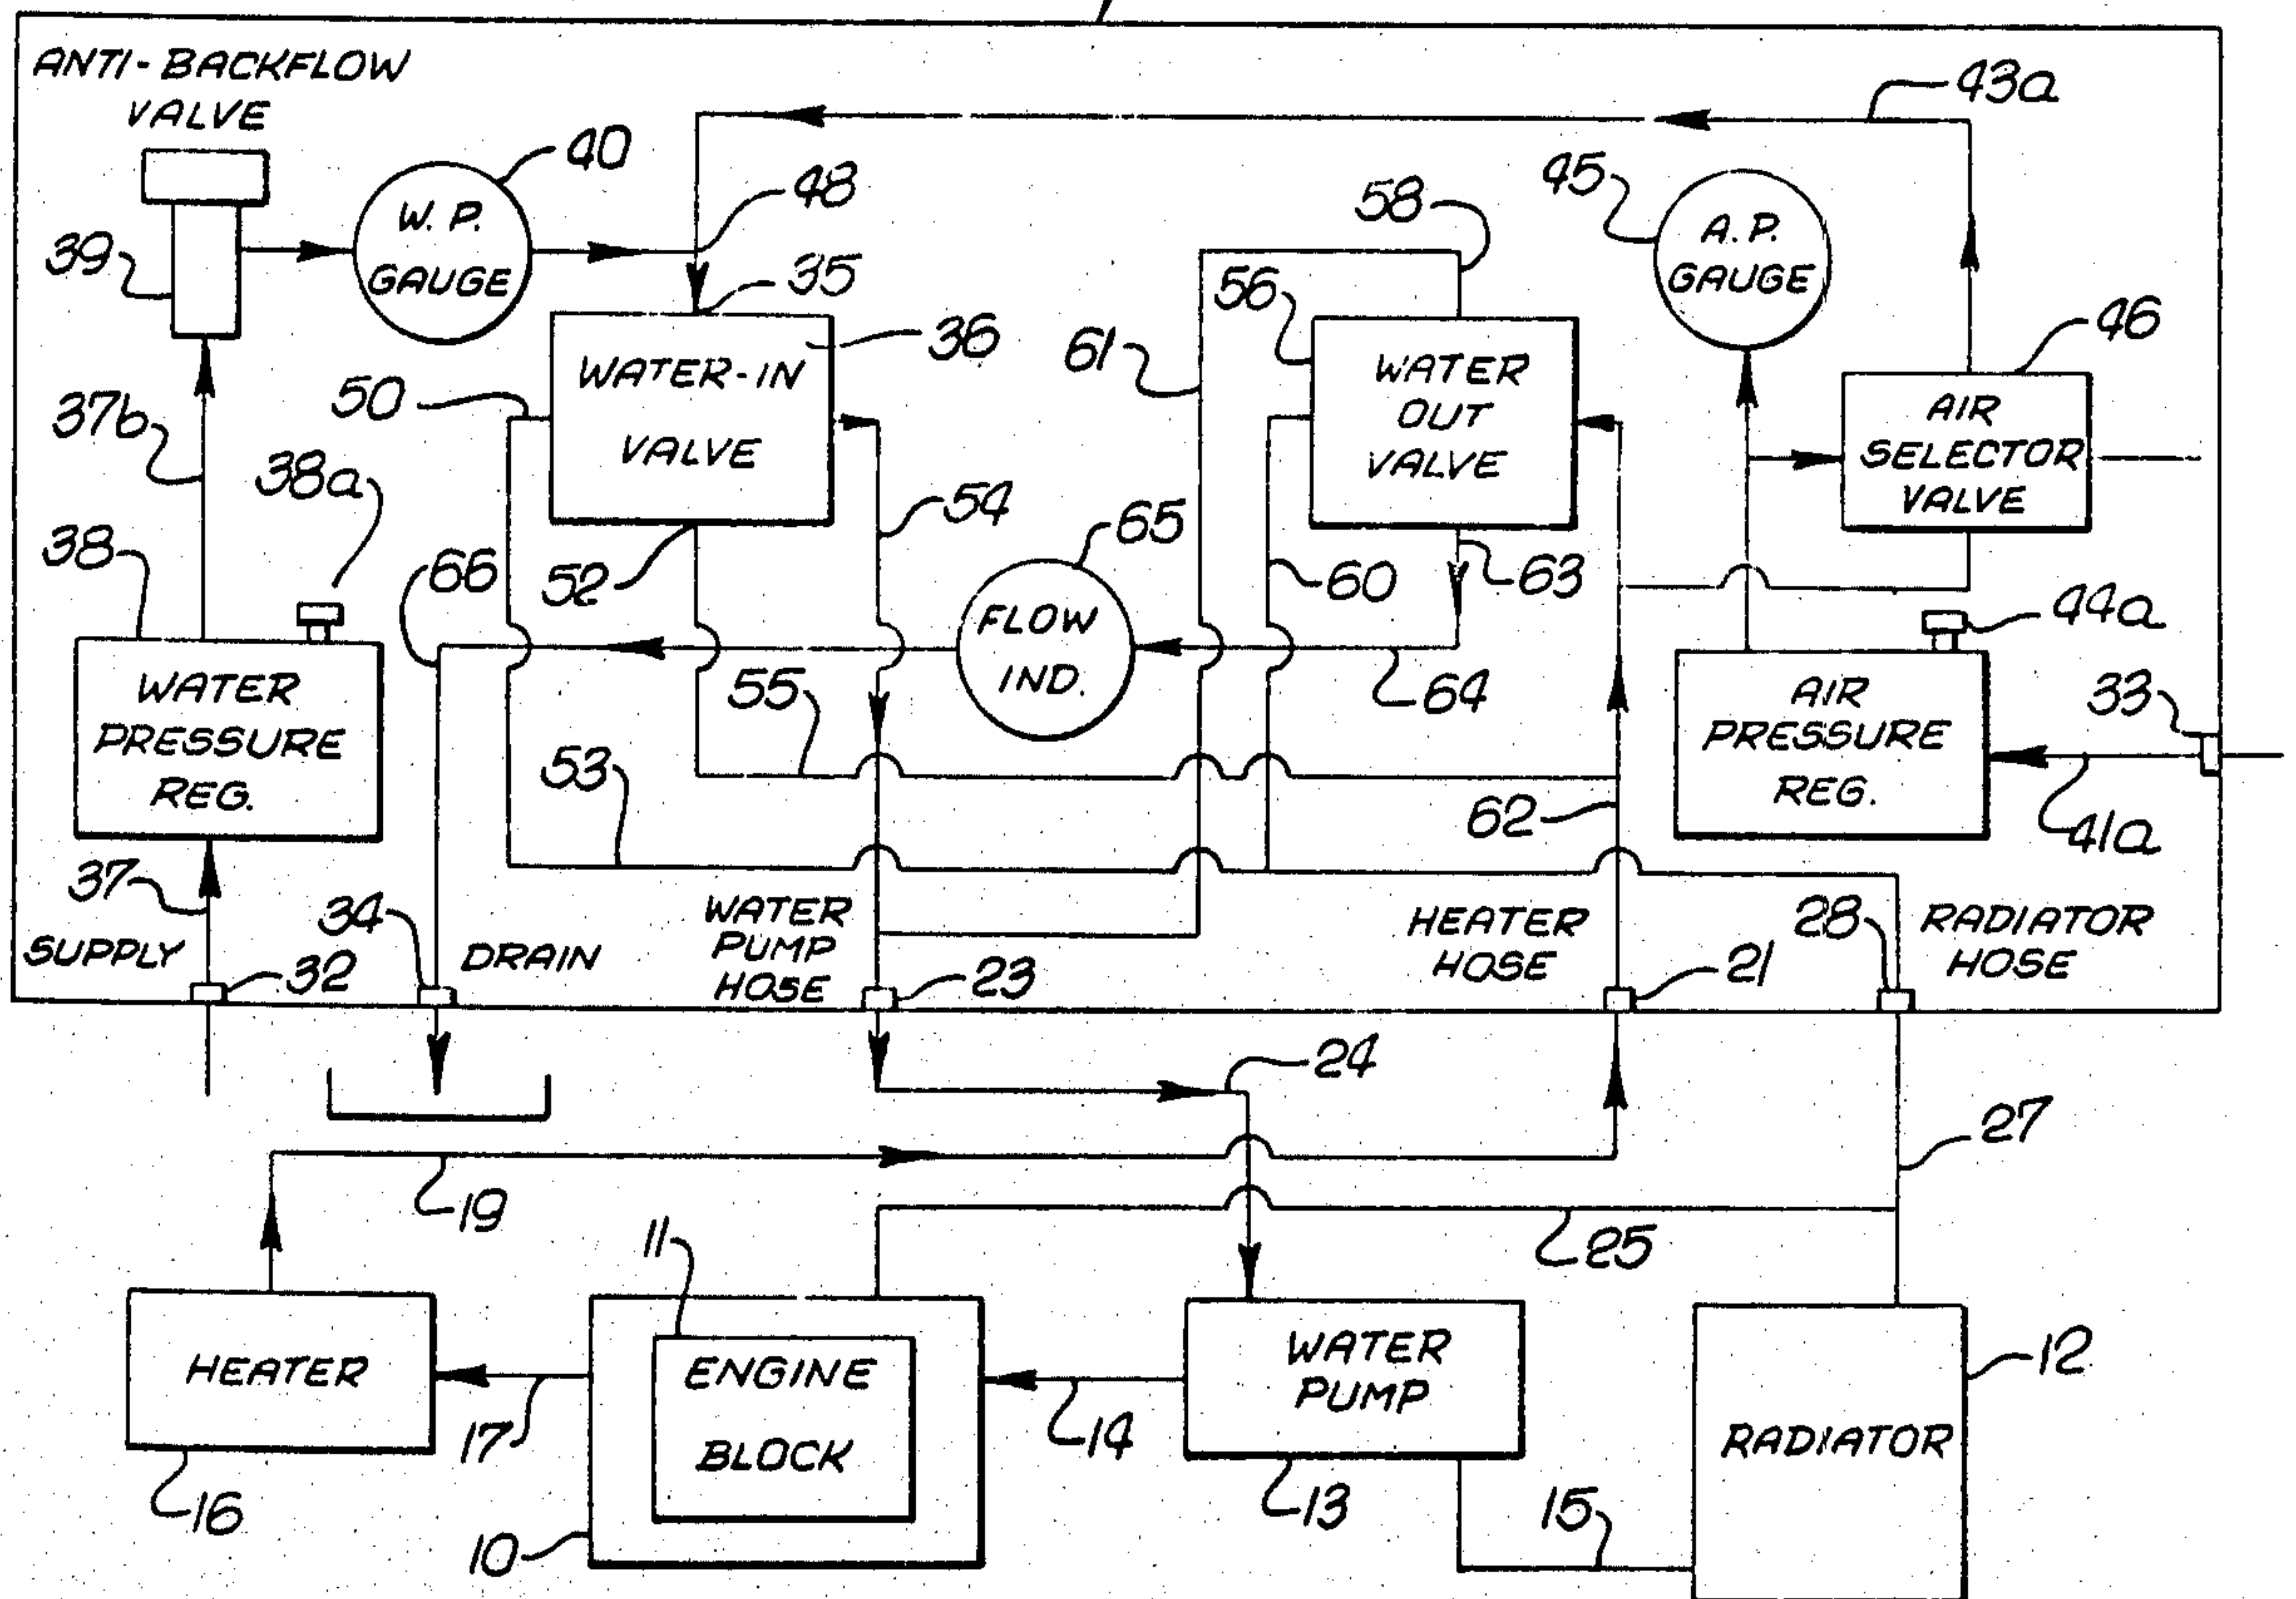 ANTI-BACKFLOW
VALVE
43a
40
W. P.
GAUGE
48
39
35
36
WATER-IN
VALVE
50
37b
38a
38
54
52
66
WATER
PRESSURE
REG.
53
55
65
FLOW
IND.
58
56
61
WATER
OUT
VALVE
60
63
64
45
A.P.
GAUGE
46
AIR
SELECTOR
VALVE
44a
AIR
PRESSURE
REG.
33
41a
62
37
SUPPLY
32
34
DRAIN
WATER
PUMP
HOSE
23
HEATER
HOSE
21
28
RADIATOR
HOSE
24
27
19
25
HEATER
16
17
11
ENGINE
BLOCK
10
14
WATER
PUMP
13
15
RADIATOR
12